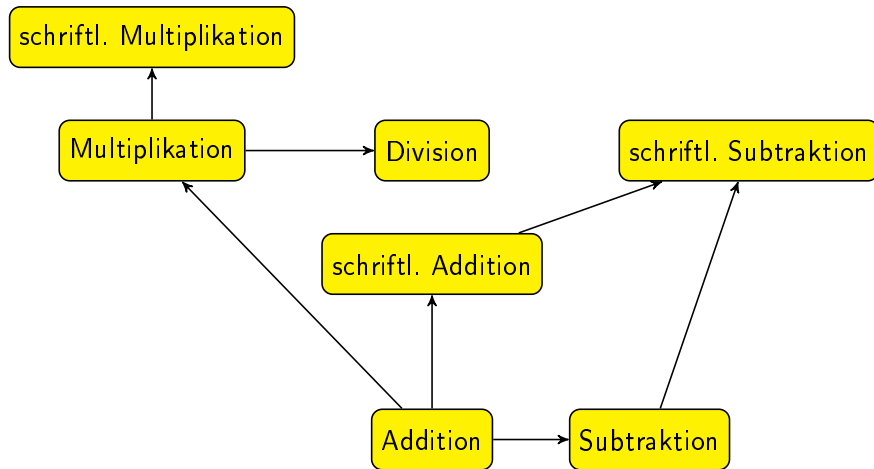 schriftl. Multiplikation
Multiplikation
Division
schriftl. Subtraktion
schriftl. Addition
Addition
Subtraktion